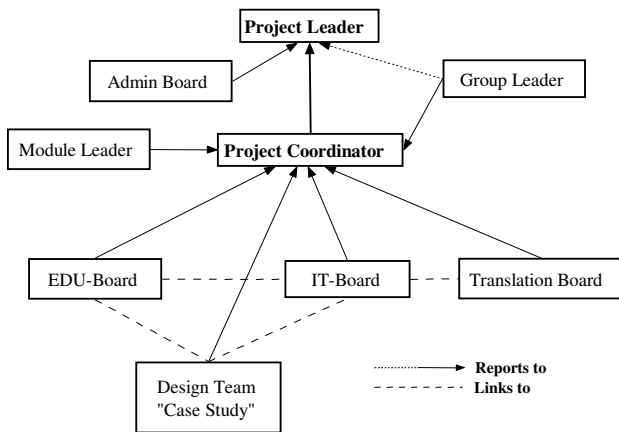 Project Leader
Admin Board
Group Leader
Module Leader
Project Coordinator
EDU-Board
IT-Board
Translation Board
Design Team
"Case Study"
Reports to
Links to